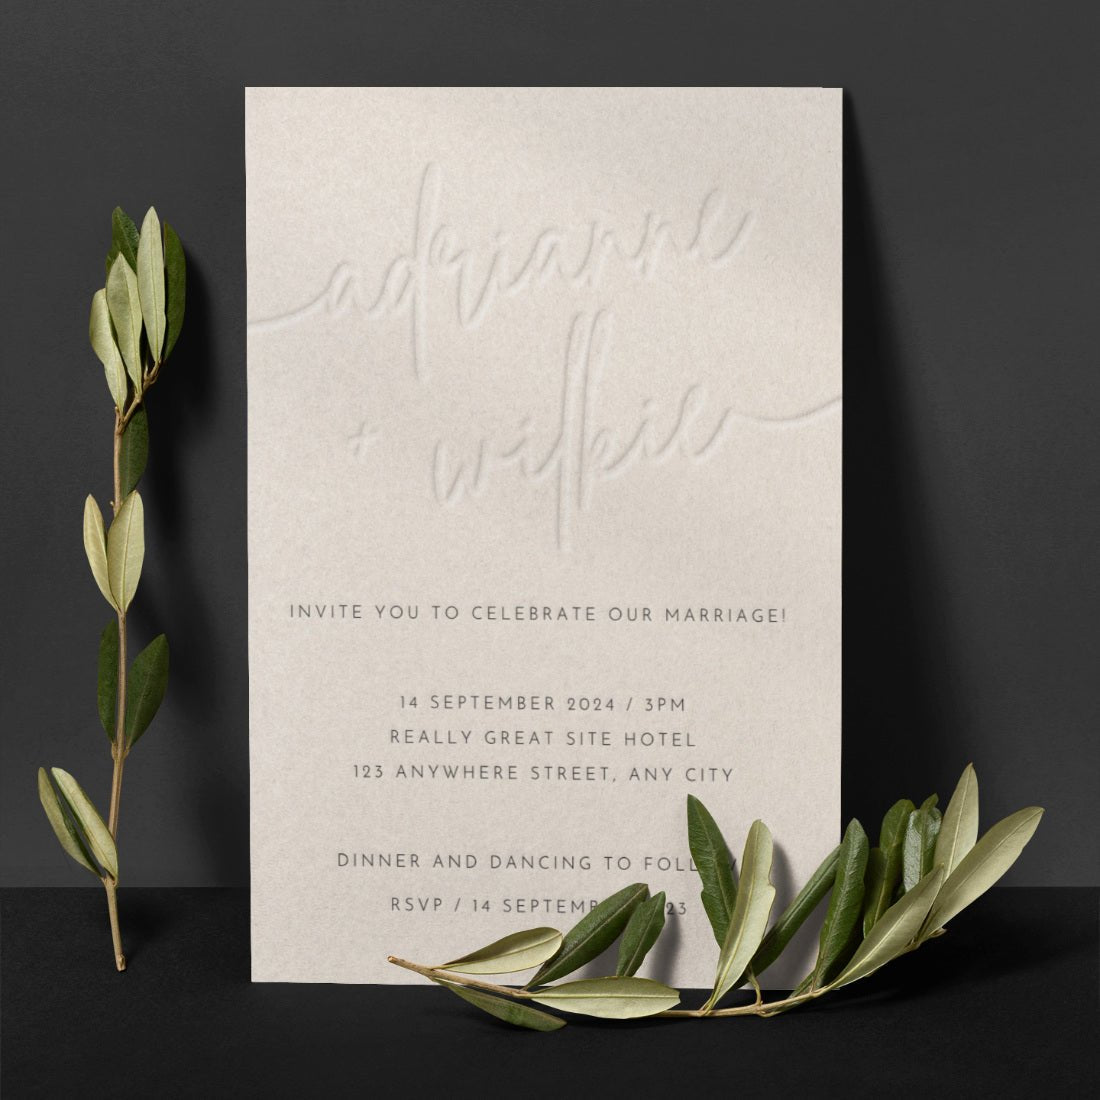 adrianne
+ wilkie
INVITE YOU TO CELEBRATE OUR MARRIAGE!
14 SEPTEMBER 2024 / 3PM
REALLY GREAT SITE HOTEL
123 ANYWHERE STREET, ANY CITY
DINNER AND DANCING TO
RSVP / 14